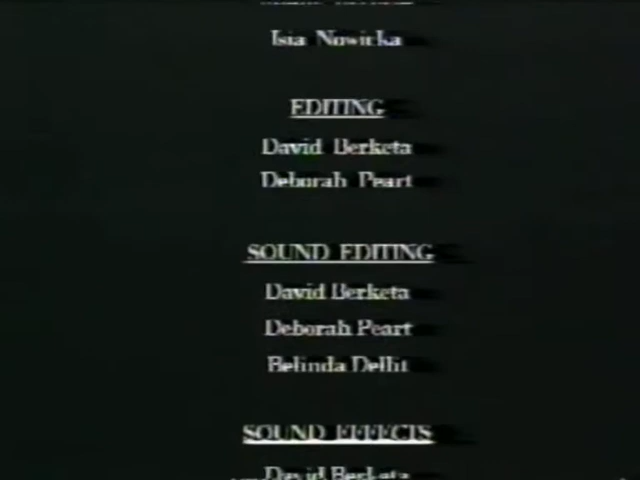 Isia Nowicka
EDITING
David Berketa
Deborah Peart
SOUND EDITING
David Berketa
Deborah Peart
Belinda Dellit
SOUND EFFECTS
David Berketa